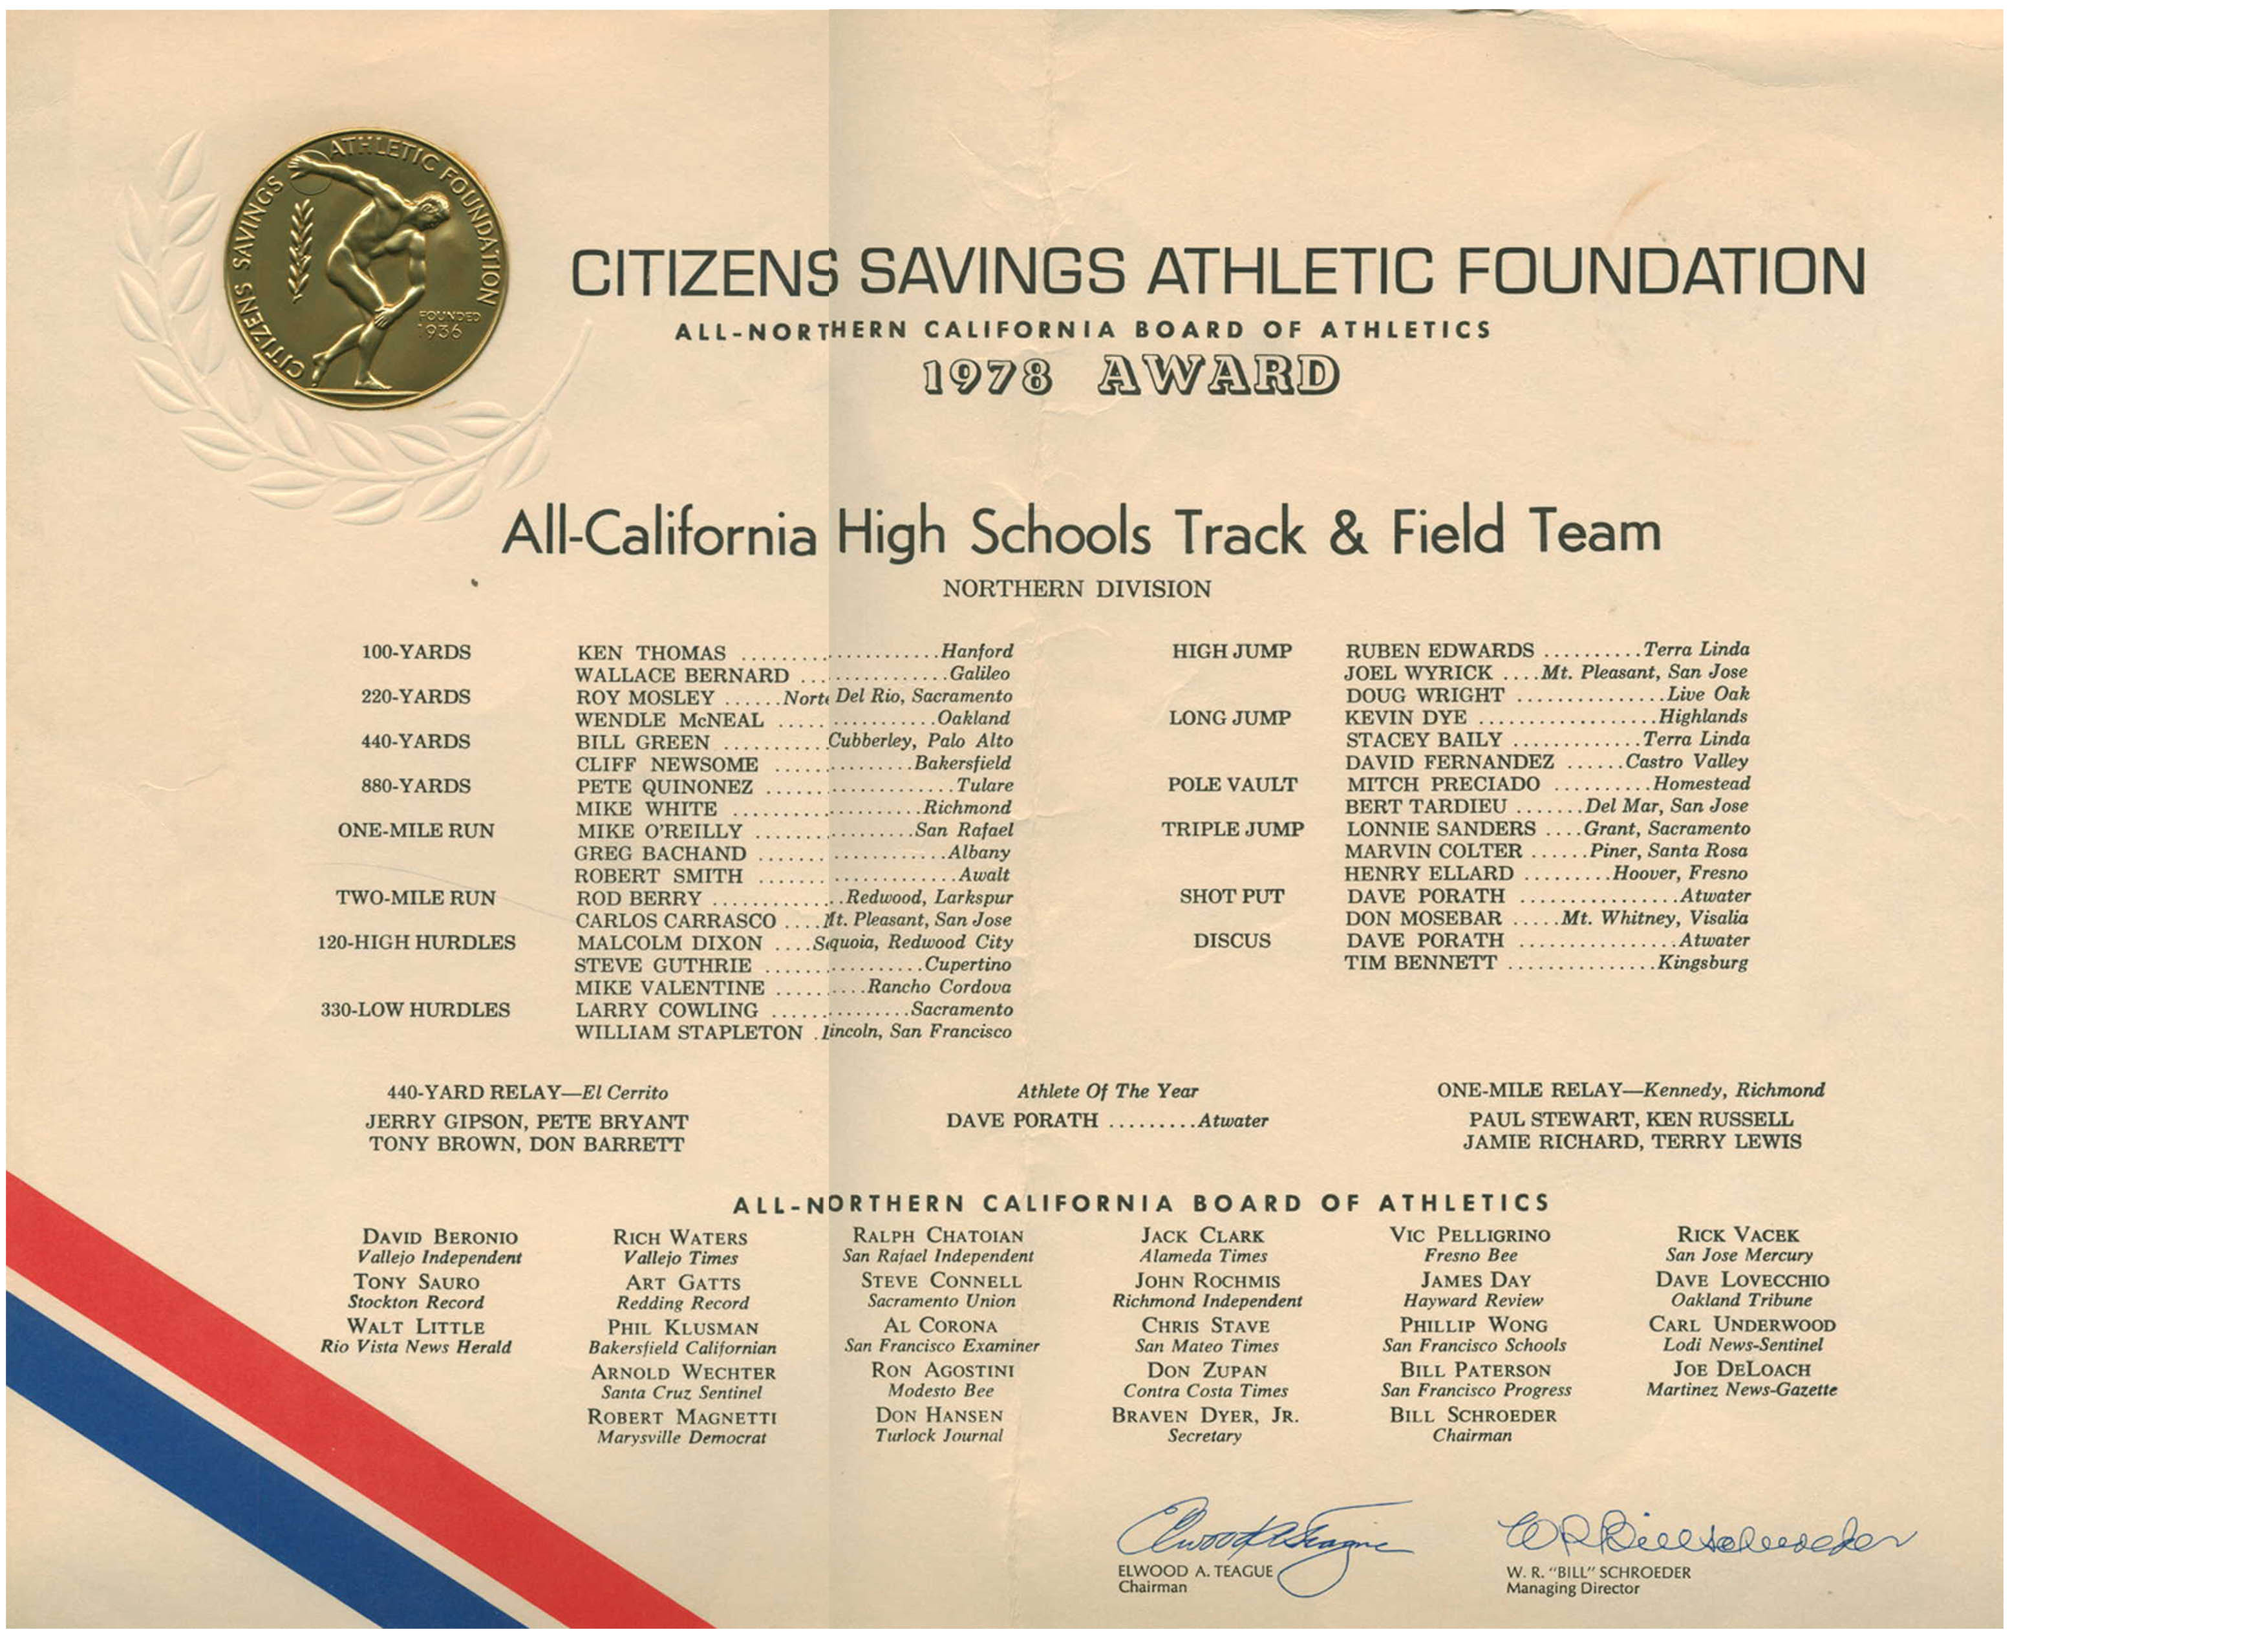 CITIZENS SAVINGS ATHLETIC FOUNDATION
FOUNDED
1936
CITIZENS SAVINGS ATHLETIC FOUNDATION
ALL-NORTHERN CALIFORNIA BOARD OF ATHLETICS
1978 AWARD
All-California High Schools Track & Field Team
NORTHERN DIVISION
100-YARDS KEN THOMAS ....................Hanford
WALLACE BERNARD ................Galileo
220-YARDS ROY MOSLEY ......Norte Del Rio, Sacramento
WENDLE McNEAL ................Oakland
440-YARDS BILL GREEN ...........Cubberley, Palo Alto
CLIFF NEWSOME ...............Bakersfield
880-YARDS PETE QUINONEZ ....................Tulare
MIKE WHITE ....................Richmond
ONE-MILE RUN MIKE O'REILLY .................San Rafael
GREG BACHAND ...................Albany
ROBERT SMITH ....................Awalt
TWO-MILE RUN ROD BERRY ..............Redwood, Larkspur
CARLOS CARRASCO ....Mt. Pleasant, San Jose
120-HIGH HURDLES MALCOLM DIXON ....Sequoia, Redwood City
STEVE GUTHRIE .................Cupertino
MIKE VALENTINE ..........Rancho Cordova
330-LOW HURDLES LARRY COWLING ...............Sacramento
WILLIAM STAPLETON .Lincoln, San Francisco
HIGH JUMP RUBEN EDWARDS ..........Terra Linda
JOEL WYRICK ....Mt. Pleasant, San Jose
DOUG WRIGHT ...............Live Oak
LONG JUMP KEVIN DYE ..................Highlands
STACEY BAILY .............Terra Linda
DAVID FERNANDEZ ......Castro Valley
POLE VAULT MITCH PRECIADO ..........Homestead
BERT TARDIEU .......Del Mar, San Jose
TRIPLE JUMP LONNIE SANDERS ....Grant, Sacramento
MARVIN COLTER ......Piner, Santa Rosa
HENRY ELLARD .........Hoover, Fresno
SHOT PUT DAVE PORATH ................Atwater
DON MOSEBAR .....Mt. Whitney, Visalia
DISCUS DAVE PORATH ................Atwater
TIM BENNETT ...............Kingsburg
440-YARD RELAY—El Cerrito
JERRY GIPSON, PETE BRYANT
TONY BROWN, DON BARRETT
Athlete Of The Year
DAVE PORATH .........Atwater
ONE-MILE RELAY—Kennedy, Richmond
PAUL STEWART, KEN RUSSELL
JAMIE RICHARD, TERRY LEWIS
ALL-NORTHERN CALIFORNIA BOARD OF ATHLETICS
DAVID BERONIO
Vallejo Independent
TONY SAURO
Stockton Record
WALT LITTLE
Rio Vista News Herald
RICH WATERS
Vallejo Times
ART GATTS
Redding Record
PHIL KLUSMAN
Bakersfield Californian
ARNOLD WECHTER
Santa Cruz Sentinel
ROBERT MAGNETTI
Marysville Democrat
RALPH CHATOIAN
San Rafael Independent
STEVE CONNELL
Sacramento Union
AL CORONA
San Francisco Examiner
RON AGOSTINI
Modesto Bee
DON HANSEN
Turlock Journal
JACK CLARK
Alameda Times
JOHN ROCHMIS
Richmond Independent
CHRIS STAVE
San Mateo Times
DON ZUPAN
Contra Costa Times
BRAVEN DYER, JR.
Secretary
VIC PELLIGRINO
Fresno Bee
JAMES DAY
Hayward Review
PHILLIP WONG
San Francisco Schools
BILL PATERSON
San Francisco Progress
BILL SCHROEDER
Chairman
RICK VACEK
San Jose Mercury
DAVE LOVECCHIO
Oakland Tribune
CARL UNDERWOOD
Lodi News-Sentinel
JOE DELOACH
Martinez News-Gazette
Elwood A. Teague
ELWOOD A. TEAGUE
Chairman
W R Bill Schroeder
W. R. "BILL" SCHROEDER
Managing Director